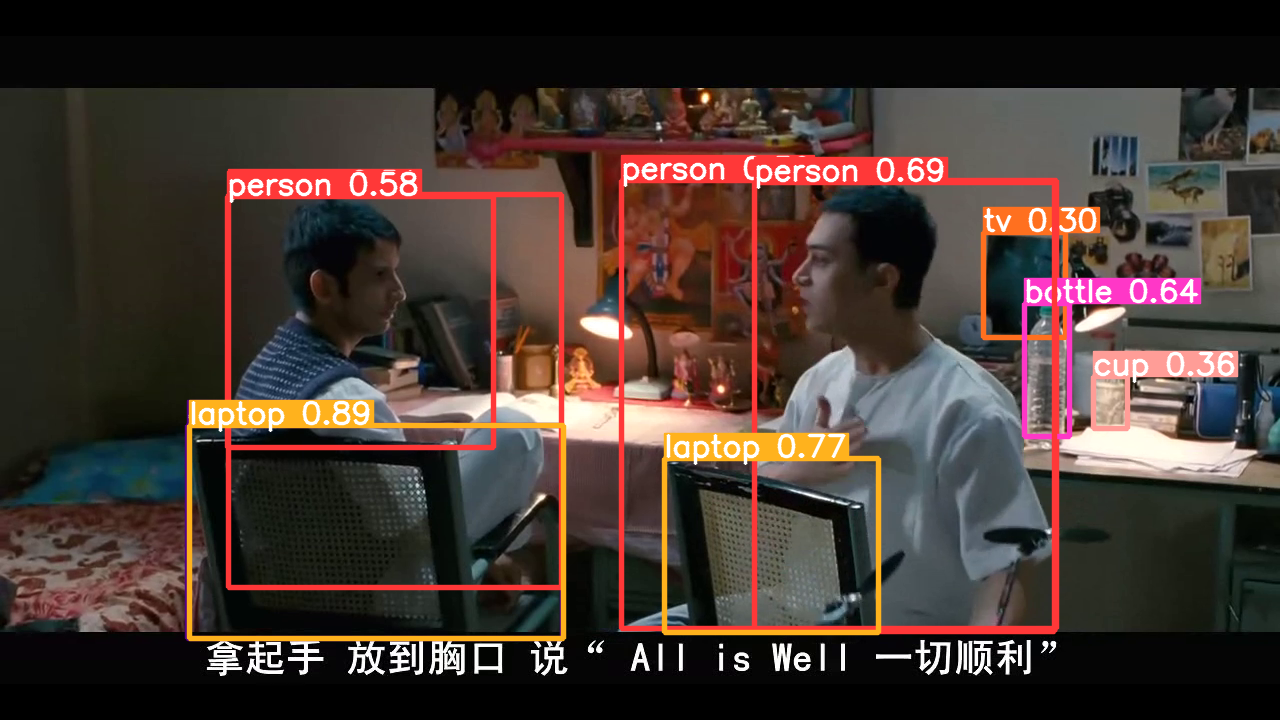 person 0.58
person 0.
person 0.69
tv 0.30
bottle 0.64
cup 0.36
laptop 0.89
laptop 0.77
拿起手 放到胸口 说“ All is Well 一切顺利”